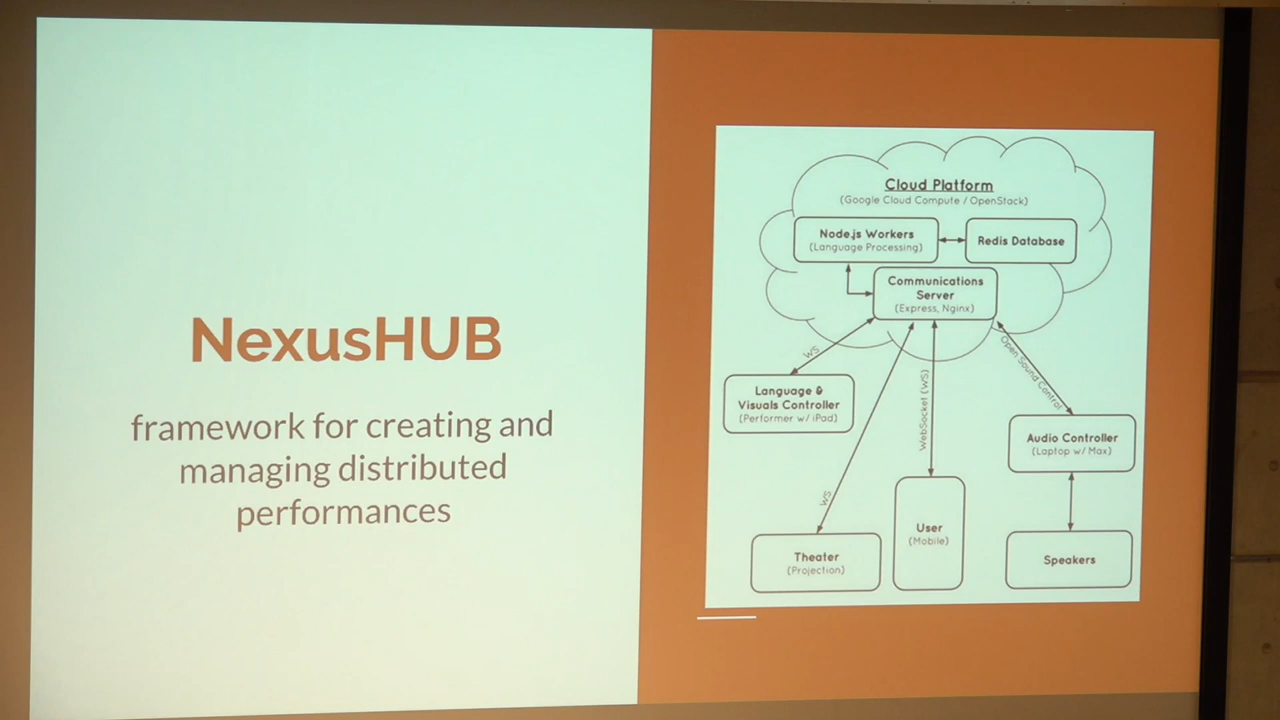 NexusHUB
framework for creating and
managing distributed
performances
Cloud Platform
(Google Cloud Compute / OpenStack)
Node.js Workers
(Language Processing)
Redis Database
Communications
Server
(Express, Nginx)
WS
Open Sound Control
WebSocket (WS)
Language &
Visuals Controller
(Performer w/ iPad)
Audio Controller
(Laptop w/ Max)
WS
User
(Mobile)
Theater
(Projection)
Speakers